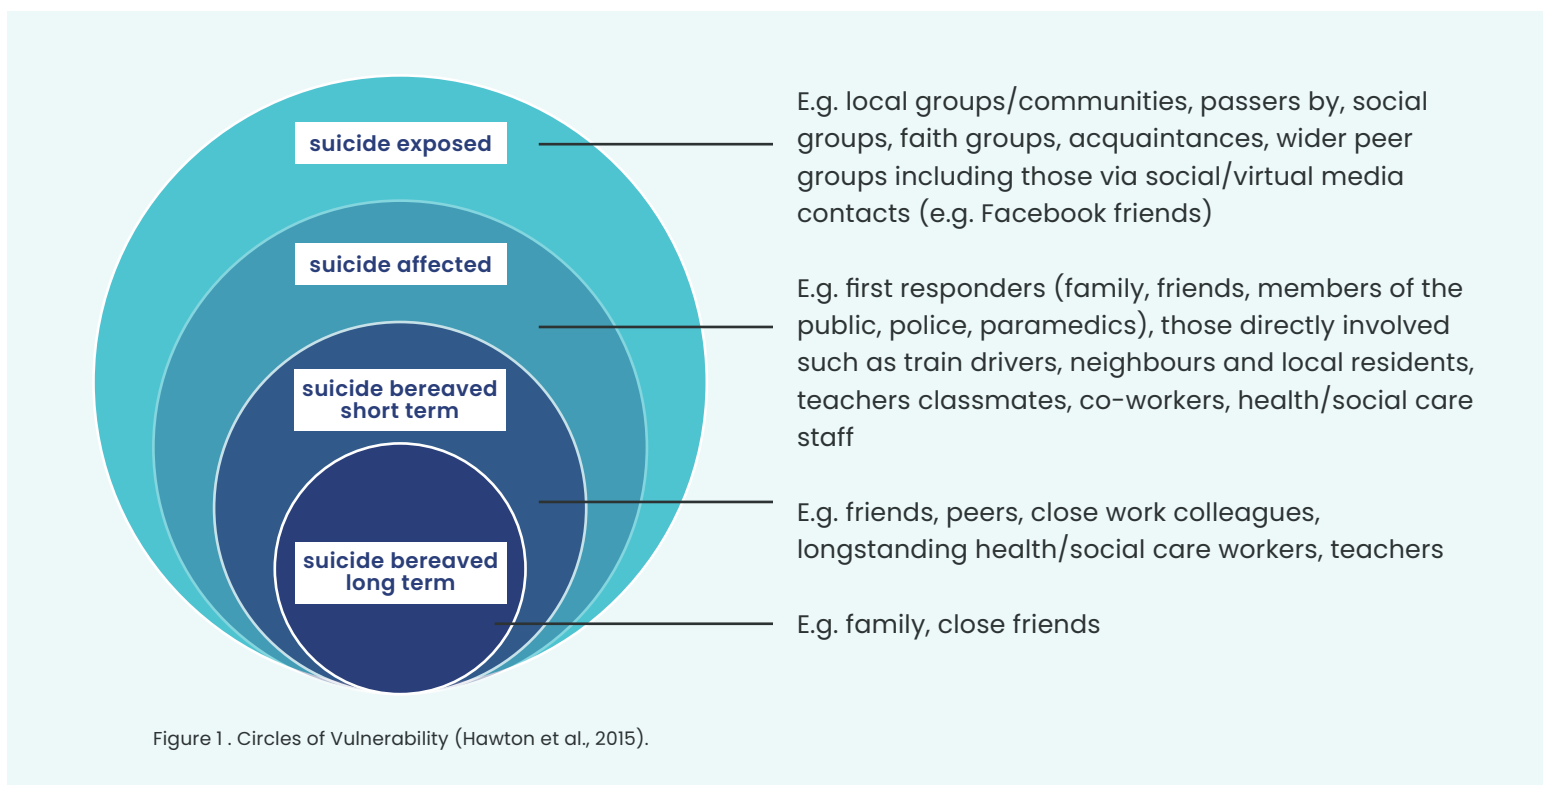 suicide exposed
E.g. local groups/communities, passers by, social
groups, faith groups, acquaintances, wider peer
groups including those via social/virtual media
contacts (e.g. Facebook friends)
suicide affected
E.g. first responders (family, friends, members of the
public, police, paramedics), those directly involved
such as train drivers, neighbours and local residents,
teachers classmates, co-workers, health/social care
staff
suicide bereaved
short term
E.g. friends, peers, close work colleagues,
longstanding health/social care workers, teachers
suicide bereaved
long term
E.g. family, close friends
Figure 1 . Circles of Vulnerability (Hawton et al., 2015).